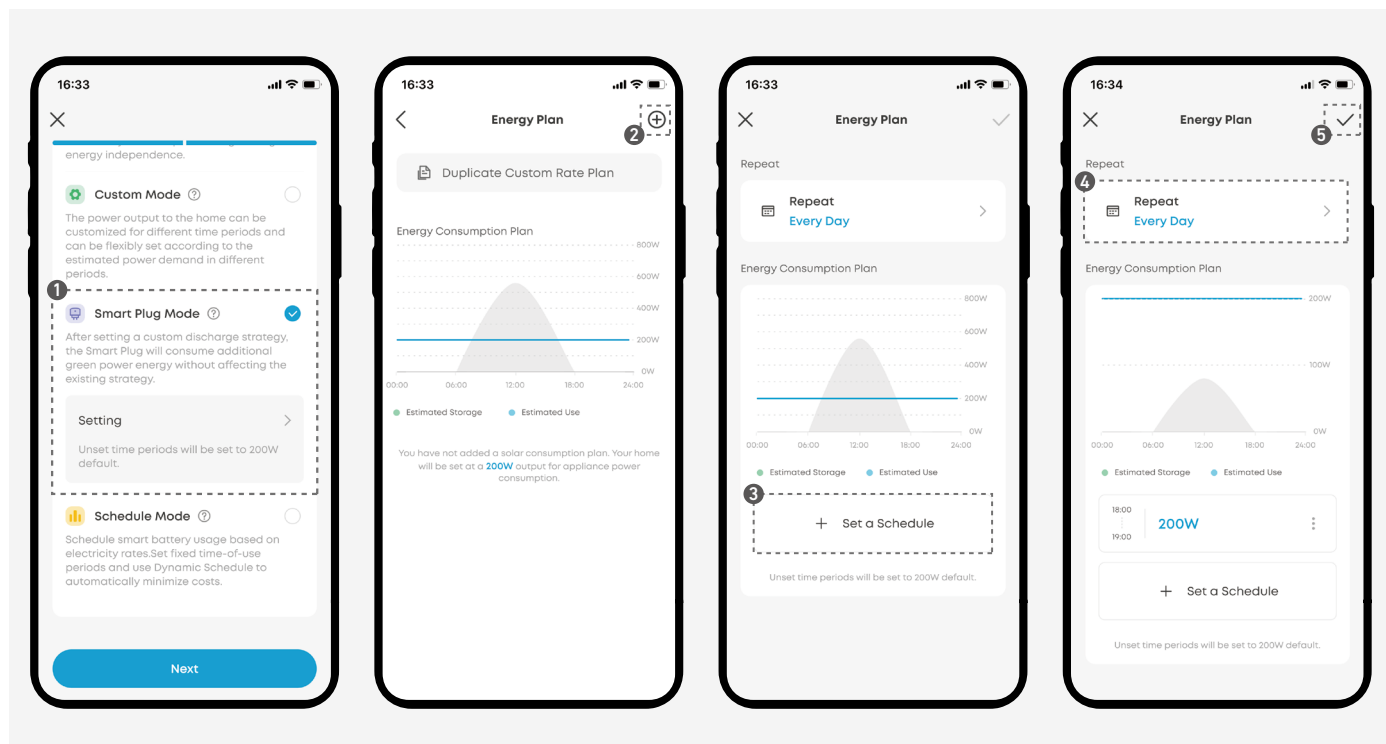 16:33
energy independence.
Custom Mode
The power output to the home can be
customized for different time periods and
can be flexibly set according to the
estimated power demand in different
periods.
1
Smart Plug Mode
After setting a custom discharge strategy,
the Smart Plug will consume additional
green power energy without affecting the
existing strategy.
Setting
Unset time periods will be set to 200W
default.
Schedule Mode
Schedule smart battery usage based on
electricity rates.Set fixed time-of-use
periods and use Dynamic Schedule to
automatically minimize costs.
Next
16:33
Energy Plan
2
Duplicate Custom Rate Plan
Energy Consumption Plan
800W
600W
400W
200W
0W
00:00 06:00 12:00 18:00 24:00
Estimated Storage Estimated Use
You have not added a solar consumption plan. Your home
will be set at a 200W output for appliance power
consumption.
16:33
Energy Plan
Repeat
Repeat
Every Day
Energy Consumption Plan
800W
600W
400W
200W
0W
00:00 06:00 12:00 18:00 24:00
Estimated Storage Estimated Use
3
+ Set a Schedule
Unset time periods will be set to 200W default.
16:34
Energy Plan
5
Repeat
4
Repeat
Every Day
Energy Consumption Plan
200W
100W
0W
00:00 06:00 12:00 18:00 24:00
Estimated Storage Estimated Use
18:00
200W
19:00
+ Set a Schedule
Unset time periods will be set to 200W default.